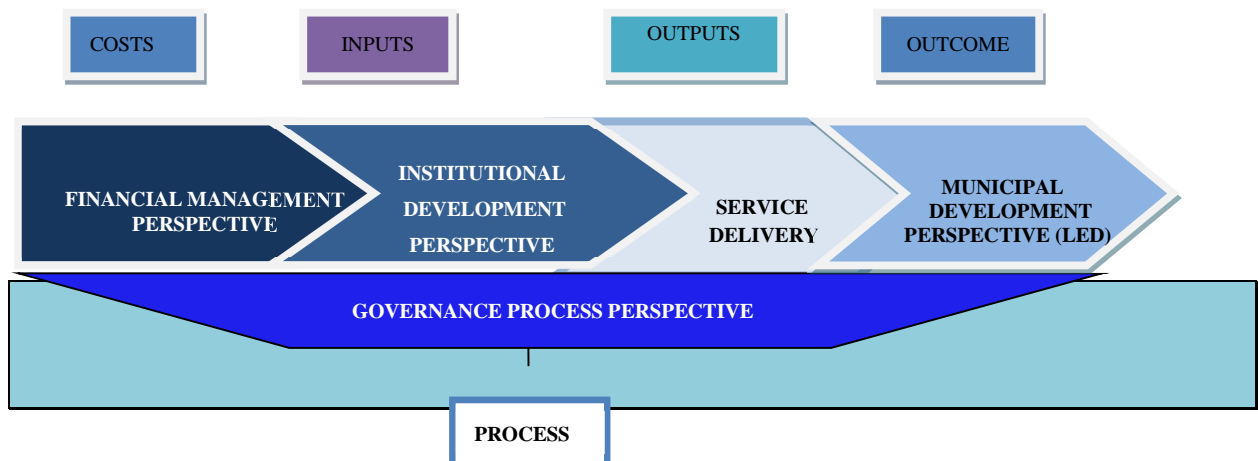 COSTS
INPUTS
OUTPUTS
OUTCOME
FINANCIAL MANAGEMENT
PERSPECTIVE
INSTITUTIONAL
DEVELOPMENT
PERSPECTIVE
SERVICE
DELIVERY
MUNICIPAL
DEVELOPMENT
PERSPECTIVE (LED)
GOVERNANCE PROCESS PERSPECTIVE
PROCESS